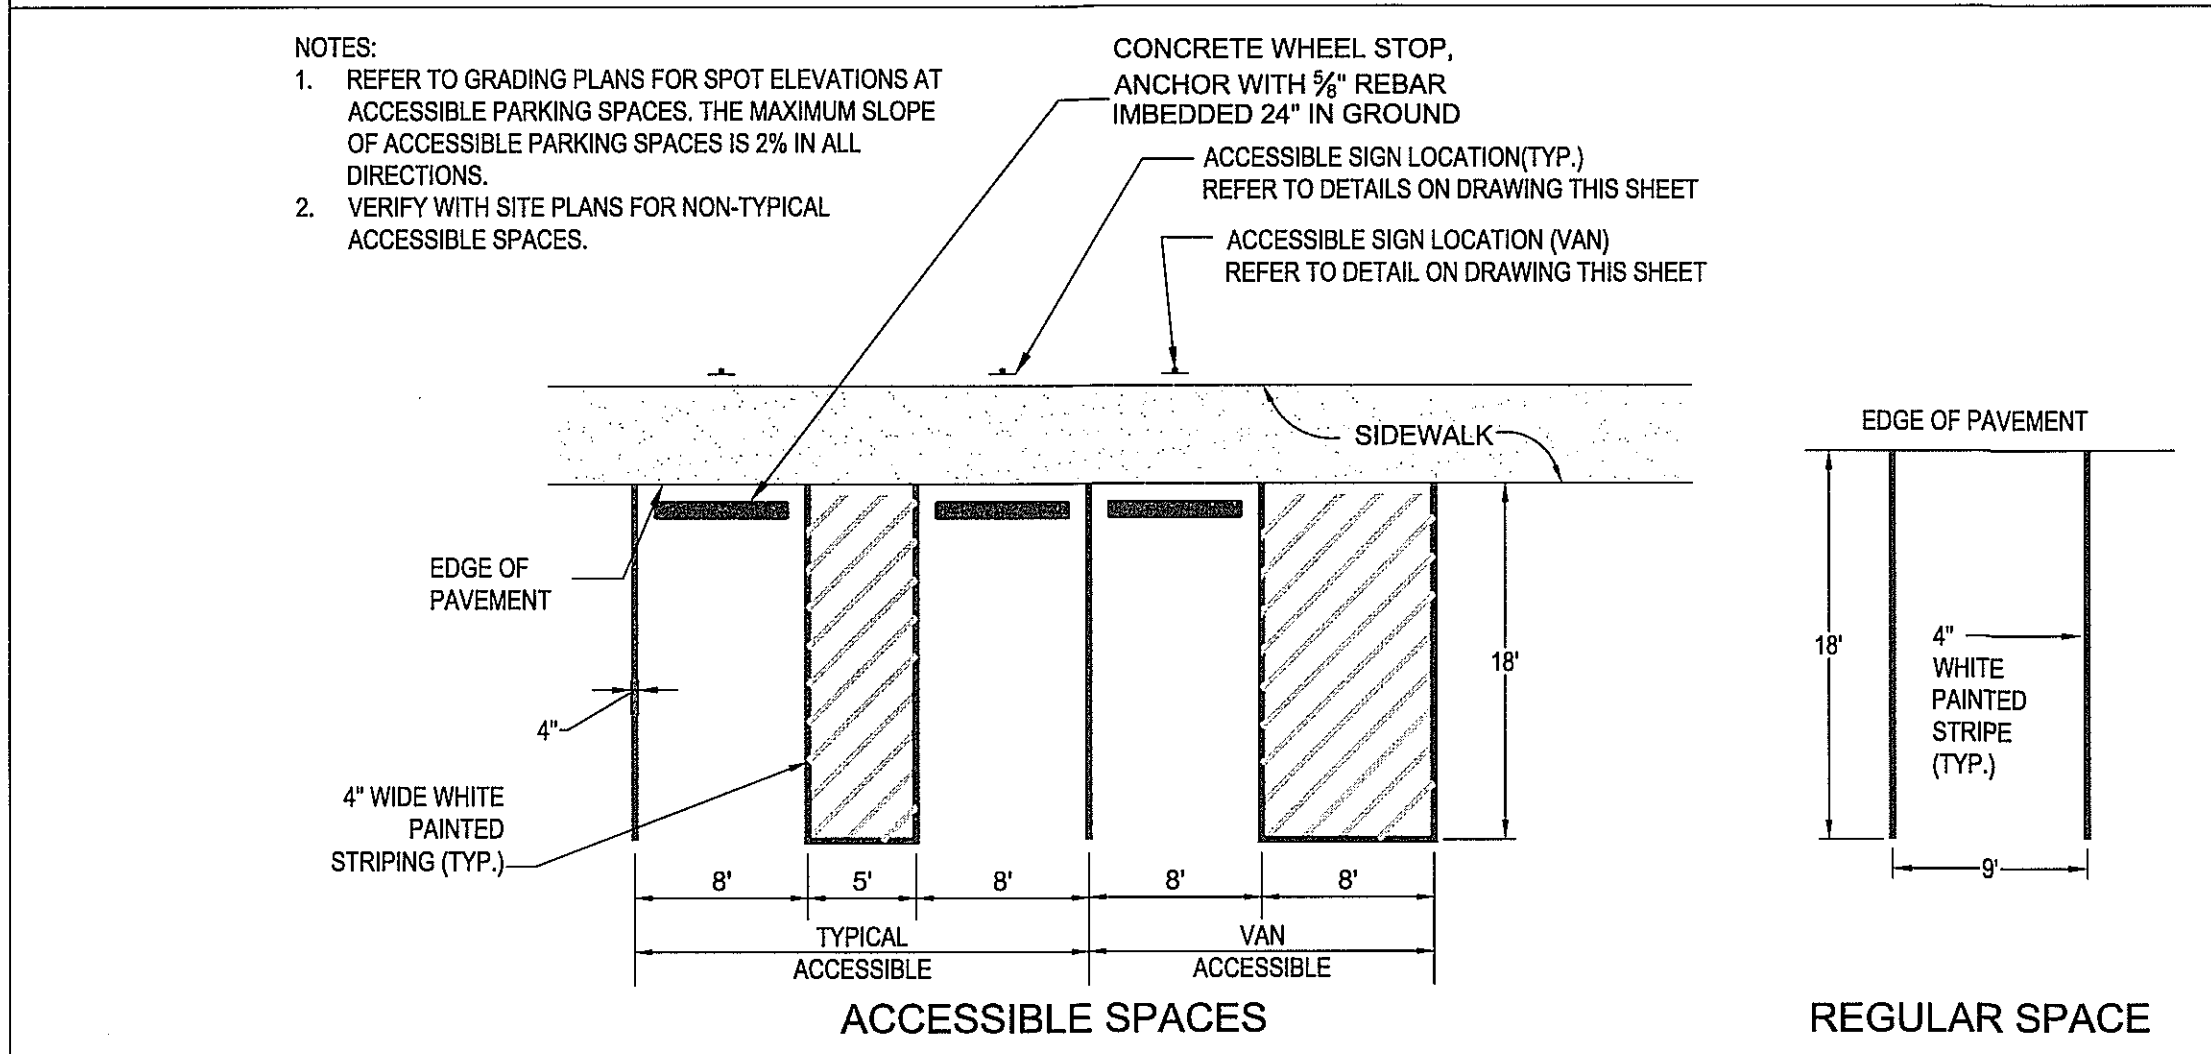 NOTES:
1. REFER TO GRADING PLANS FOR SPOT ELEVATIONS AT
ACCESSIBLE PARKING SPACES. THE MAXIMUM SLOPE
OF ACCESSIBLE PARKING SPACES IS 2% IN ALL
DIRECTIONS.
2. VERIFY WITH SITE PLANS FOR NON-TYPICAL
ACCESSIBLE SPACES.
CONCRETE WHEEL STOP,
ANCHOR WITH ⅝" REBAR
IMBEDDED 24" IN GROUND
ACCESSIBLE SIGN LOCATION(TYP.)
REFER TO DETAILS ON DRAWING THIS SHEET
ACCESSIBLE SIGN LOCATION (VAN)
REFER TO DETAIL ON DRAWING THIS SHEET
SIDEWALK
EDGE OF
PAVEMENT
4"
4" WIDE WHITE
PAINTED
STRIPING (TYP.)
18'
8'
5'
8'
8'
8'
TYPICAL
ACCESSIBLE
VAN
ACCESSIBLE
ACCESSIBLE SPACES
EDGE OF PAVEMENT
18'
4"
WHITE
PAINTED
STRIPE
(TYP.)
9'
REGULAR SPACE